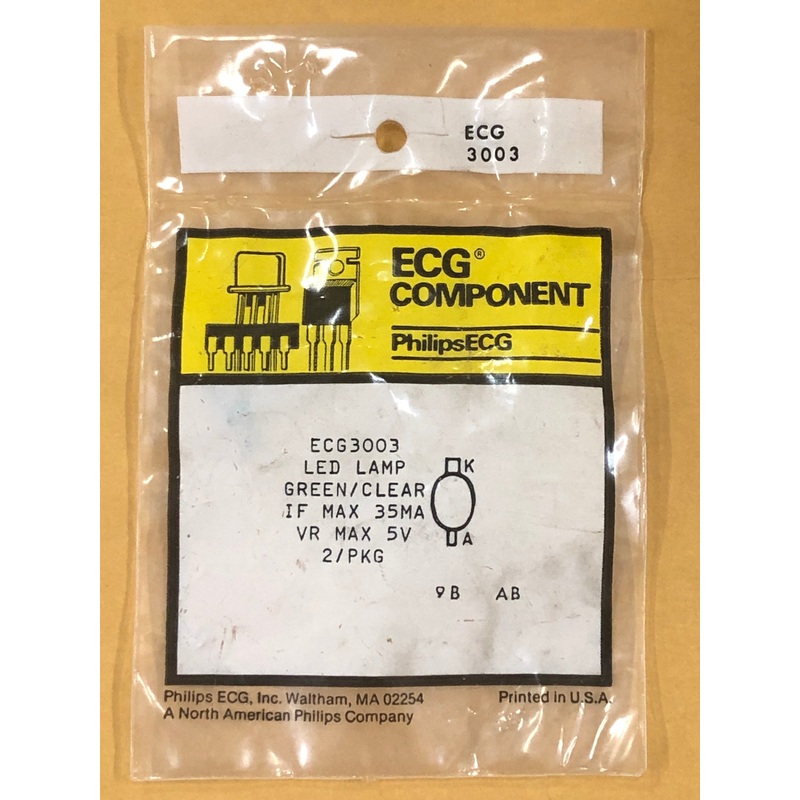 ECG
3003
ECG®
COMPONENT
PhilipsECG
ECG3003
LED LAMP K
GREEN/CLEAR
IF MAX 35MA
VR MAX 5V A
2/PKG
9B AB
Philips ECG, Inc. Waltham, MA 02254 Printed in U.S.A.
A North American Philips Company